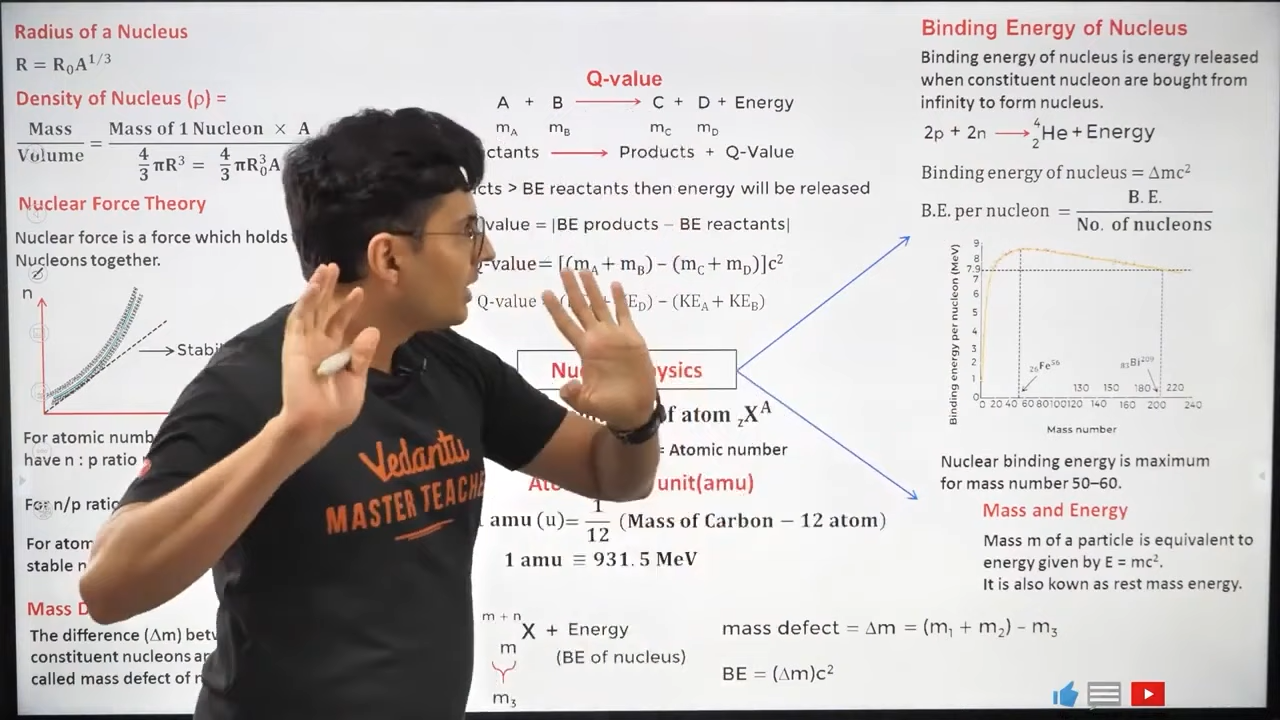 Radius of a Nucleus
R = R₀A¹ᐟ³
Density of Nucleus (ρ) =
Mass / Volume = Mass of 1 Nucleon × A / 4/3 πR³ = 4/3 πR₀³A
Nuclear Force Theory
Nuclear force is a force which holds
Nucleons together.
n
Stabi
For atomic numb
have n : p ratio
For n/p ratio
For atom
stable n
Mass D
The difference (Δm) betw
constituent nucleons ar
called mass defect of n
Q-value
A + B ⟶ C + D + Energy
m_A m_B m_C m_D
ctants ⟶ Products + Q-Value
cts > BE reactants then energy will be released
value = |BE products – BE reactants|
Q-value= [(m_A + m_B) – (m_C + m_D)]c²
Q-value
D) – (KE_A + KE_B)
Nu ysics
f atom zXᴬ
= Atomic number
Ato unit(amu)
amu (u)= 1/12 (Mass of Carbon – 12 atom)
1 amu ≡ 931.5 MeV
m + n
X + Energy
m
(BE of nucleus)
m₃
mass defect = Δm = (m₁ + m₂) – m₃
BE = (Δm)c²
Vedantu
MASTER TEACHE
Binding Energy of Nucleus
Binding energy of nucleus is energy released
when constituent nucleon are bought from
infinity to form nucleus.
2p + 2n ⟶ ⁴₂He + Energy
Binding energy of nucleus = Δmc²
B.E. per nucleon = B. E. / No. of nucleons
Binding energy per nucleon (MeV)
9
8
7.9
7
6
5
4
3
2
1
0
₂₆Fe⁵⁶
₈₃Bi²⁰⁹
130 150 180 220
0 20 40 60 80 100 120 140 160 200 240
Mass number
Nuclear binding energy is maximum
for mass number 50–60.
Mass and Energy
Mass m of a particle is equivalent to
energy given by E = mc².
It is also kown as rest mass energy.